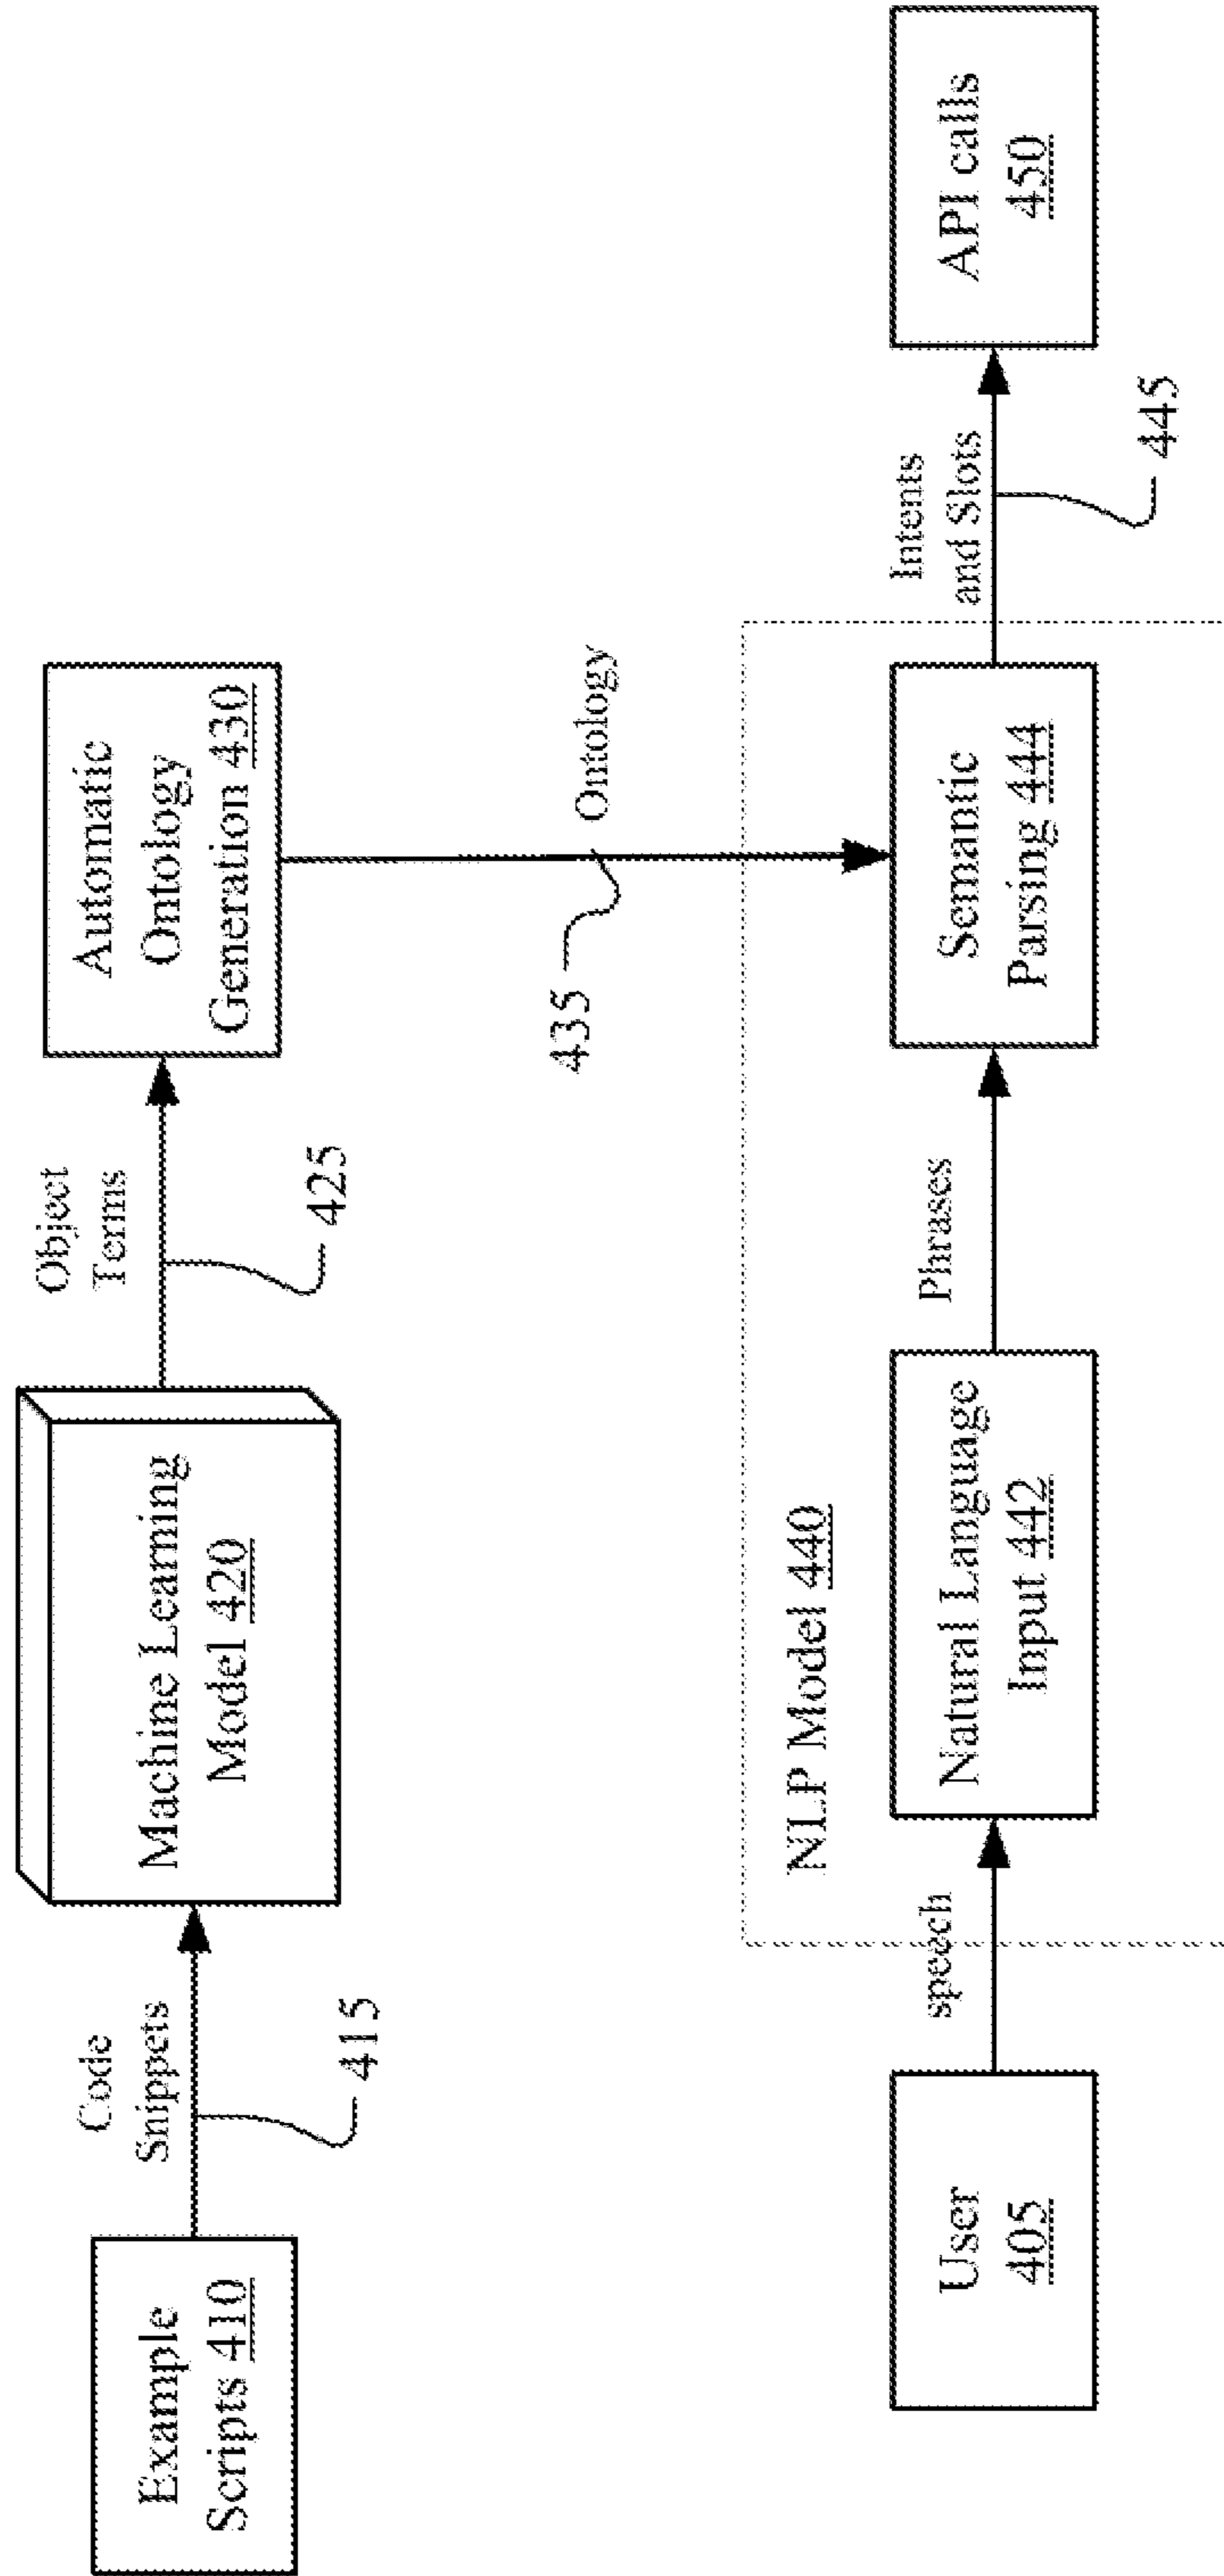 Example
Scripts 410
Code
Snippets
415
Machine Learning
Model 420
Object
Terms
425
Automatic
Ontology
Generation 430
435
Ontology
NLP Model 440
User
405
speech
Natural Language
Input 442
Phrases
Semantic
Parsing 444
Intents
and Slots
445
API calls
450